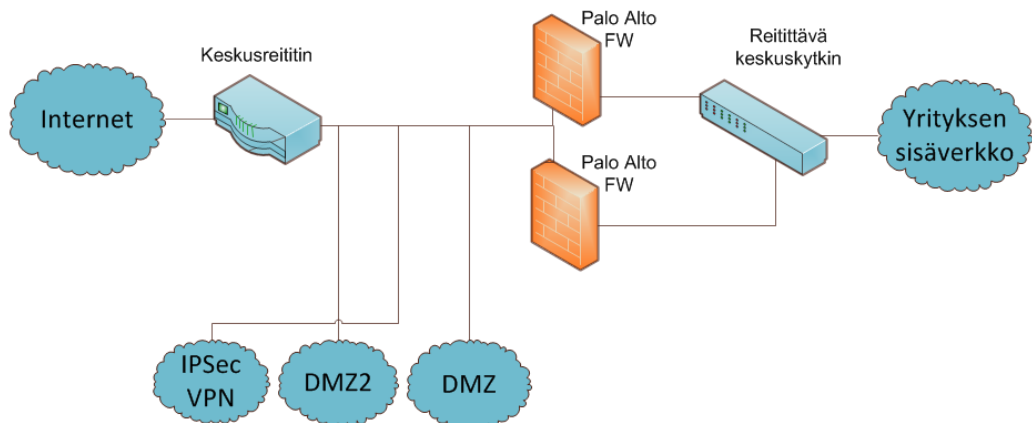 Palo Alto
FW
Keskusreititin
Reitittävä
keskuskytkin
Internet
Yrityksen
sisäverkko
Palo Alto
FW
IPSec
VPN
DMZ2
DMZ